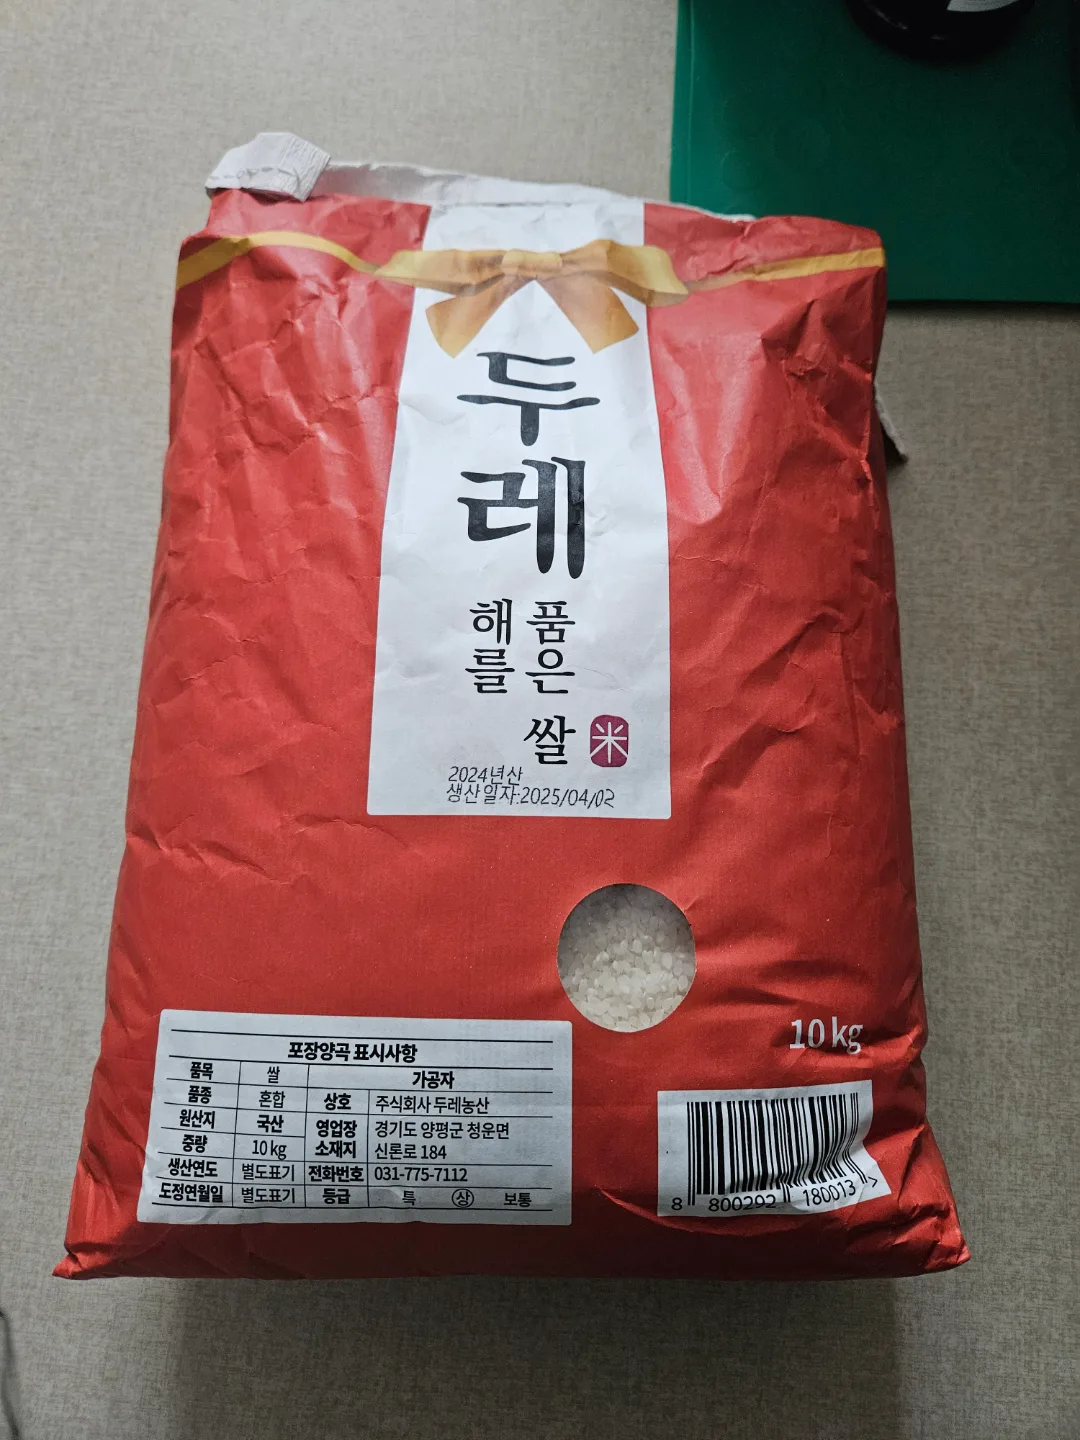 두레
해를 품은 쌀 米
2024년산
생산일자:2025/04/02
10kg
포장양곡 표시사항
품목 쌀 가공자
품종 혼합 상호 주식회사 두레농산
원산지 국산 영업장 소재지 경기도 양평군 청운면 신론로 184
중량 10kg
생산연도 별도표기 전화번호 031-775-7112
도정연월일 별도표기 등급 특 상 보통
8 800292 180013 >